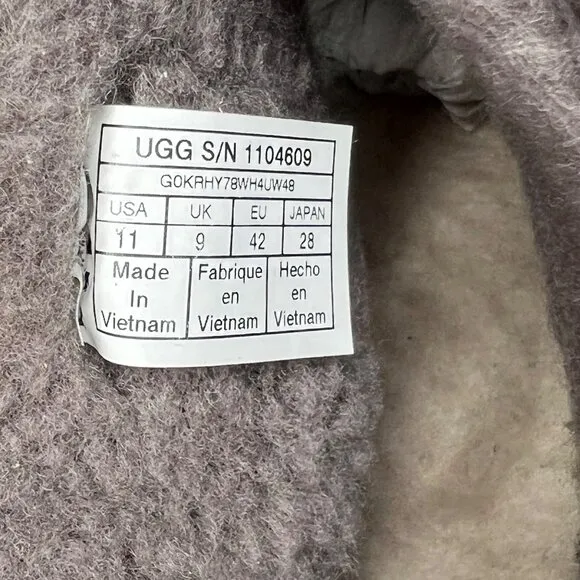 UGG S/N 1104609
G0KRHY78WH4UW48
USA UK EU JAPAN
11 9 42 28
Made Fabrique Hecho
In en en
Vietnam Vietnam Vietnam